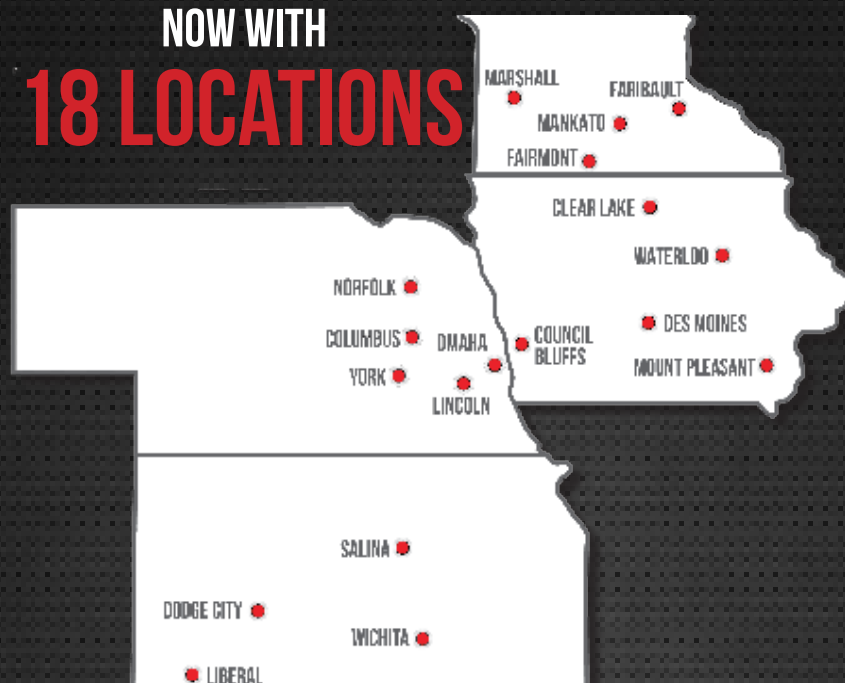 NOW WITH
18 LOCATIONS
MARSHALL
FARIBAULT
MANKATO
FAIRMONT
CLEAR LAKE
WATERLOO
NORFOLK
COLUMBUS
OMAHA
COUNCIL
BLUFFS
DES MOINES
YORK
MOUNT PLEASANT
LINCOLN
SALINA
DODGE CITY
WICHITA
LIBERAL